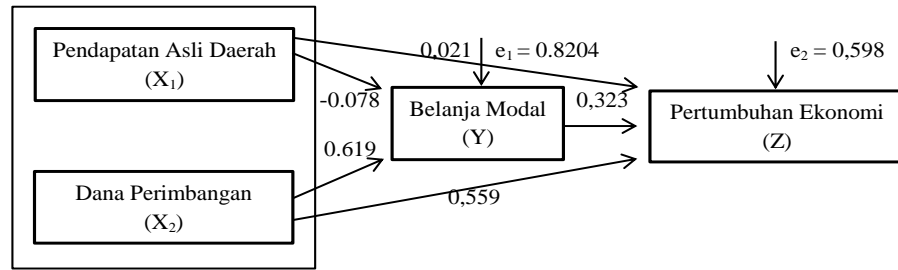 Pendapatan Asli Daerah
(X₁)
0,021
e₁ = 0.8204
e₂ = 0,598
-0.078
Belanja Modal
(Y)
0,323
Pertumbuhan Ekonomi
(Z)
0.619
Dana Perimbangan
(X₂)
0,559